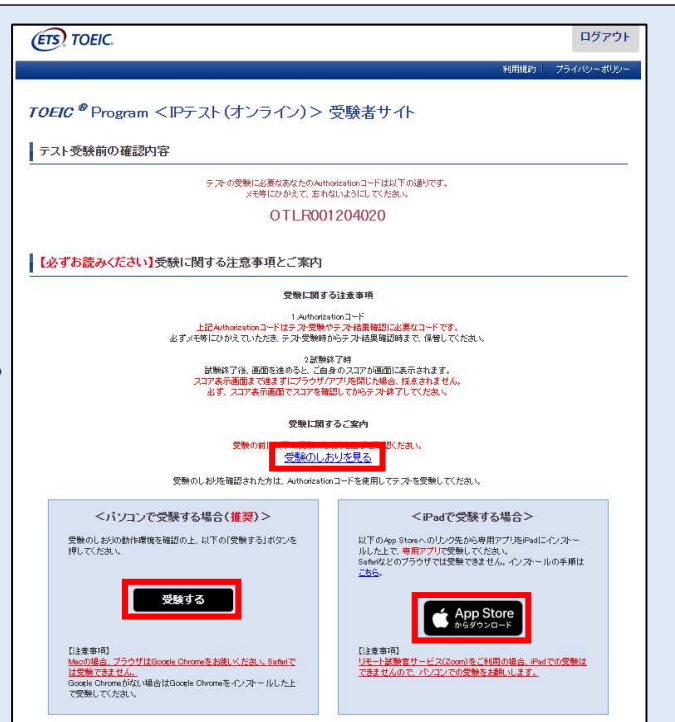 ETS TOEIC.
ログアウト
利用規約 | プライバシーポリシー
TOEIC ® Program ＜IPテスト（オンライン）＞ 受験者サイト
テスト受験前の確認内容
テストの受験に必要なあなたのAuthorizationコードは以下の通りです。
メモ等にひかえて、忘れないようにしてください。
OTLR001204020
【必ずお読みください】受験に関する注意事項とご案内
受験に関する注意事項
1.Authorizationコード
上記Authorizationコードはテスト受験やテスト結果確認に必要なコードです。
必ずメモ等にひかえていただき、テスト受験時からテスト結果確認時まで、保管してください。
2.試験終了時
試験終了後、画面を進めると、ご自身のスコアが画面に表示されます。
スコア表示画面まで進まずにブラウザ/アプリを閉じた場合、採点されません。
必ず、スコア表示画面でスコアを確認してからテスト終了してください。
受験に関するご案内
受験の前に ください。
受験のしおりを見る
受験のしおりを確認された方は、Authorizationコードを使用してテストを受験してください。
＜パソコンで受験する場合（推奨）＞
受験のしおりの動作環境を確認の上、以下の「受験する」ボタンを
押してください。
受験する
【注意事項】
Macの場合、ブラウザはGoogle Chromeをお使いください。Safariで
は受験できません。
Google Chromeがない場合はGoogle Chromeをインストールした上
で受験してください。
＜iPadで受験する場合＞
以下のApp Storeへのリンク先から専用アプリをiPadにインストー
ルした上で、専用アプリで受験してください。
Safariなどのブラウザでは受験できません。インストールの手順は
こちら。
App Store
からダウンロード
【注意事項】
リモート試験官サービス(Zoom)をご利用の場合、iPadでの受験は
できませんので、パソコンでの受験をお願いします。